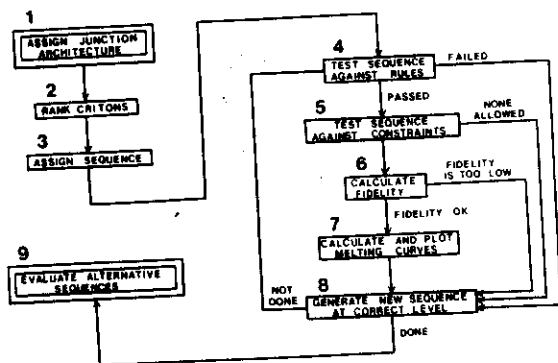 1
ASSIGN JUNCTION
ARCHITECTURE
2
RANK CRITONS
3
ASSIGN SEQUENCE
4
TEST SEQUENCE
AGAINST RULES
FAILED
PASSED
5
TEST SEQUENCE
AGAINST CONSTRAINTS
NONE
ALLOWED
6
CALCULATE
FIDELITY
FIDELITY
IS TOO LOW
FIDELITY OK
7
CALCULATE AND PLOT
MELTING CURVES
8
GENERATE NEW SEQUENCE
AT CORRECT LEVEL
NOT
DONE
DONE
9
EVALUATE ALTERNATIVE
SEQUENCES